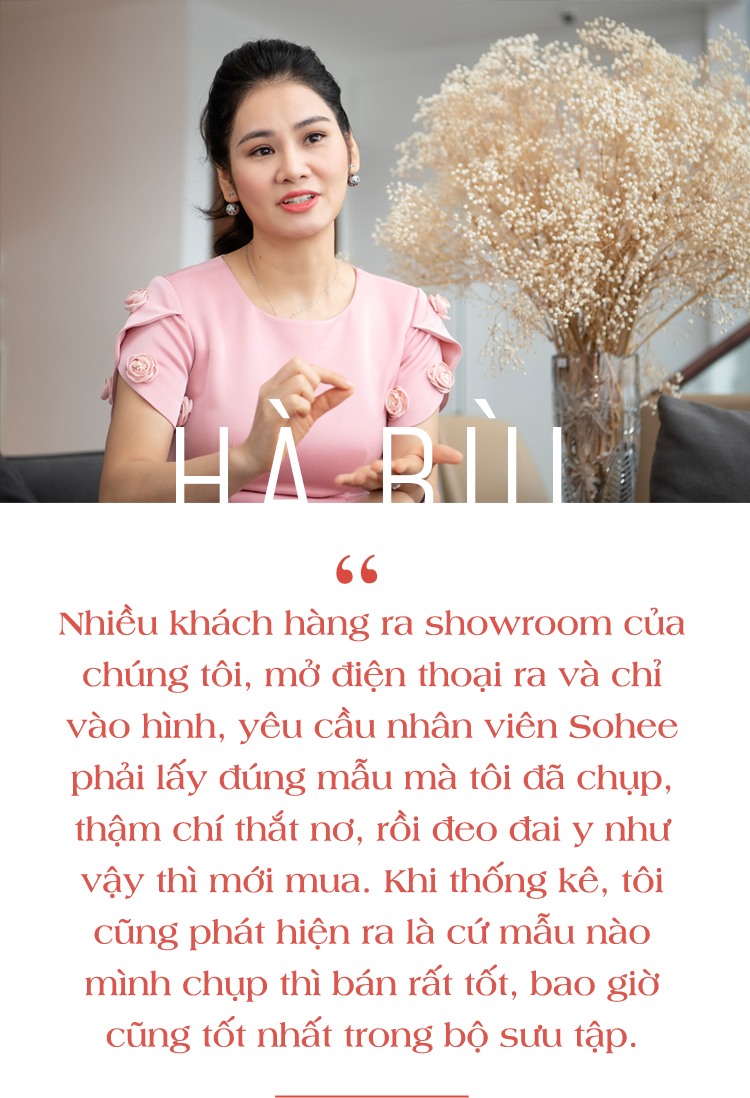 HÀ BÙI
“
Nhiều khách hàng ra showroom của
chúng tôi, mở điện thoại ra và chỉ
vào hình, yêu cầu nhân viên Sohee
phải lấy đúng mẫu mà tôi đã chụp,
thậm chí thắt nơ, rồi đeo đai y như
vậy thì mới mua. Khi thống kê, tôi
cũng phát hiện ra là cứ mẫu nào
mình chụp thì bán rất tốt, bao giờ
cũng tốt nhất trong bộ sưu tập.